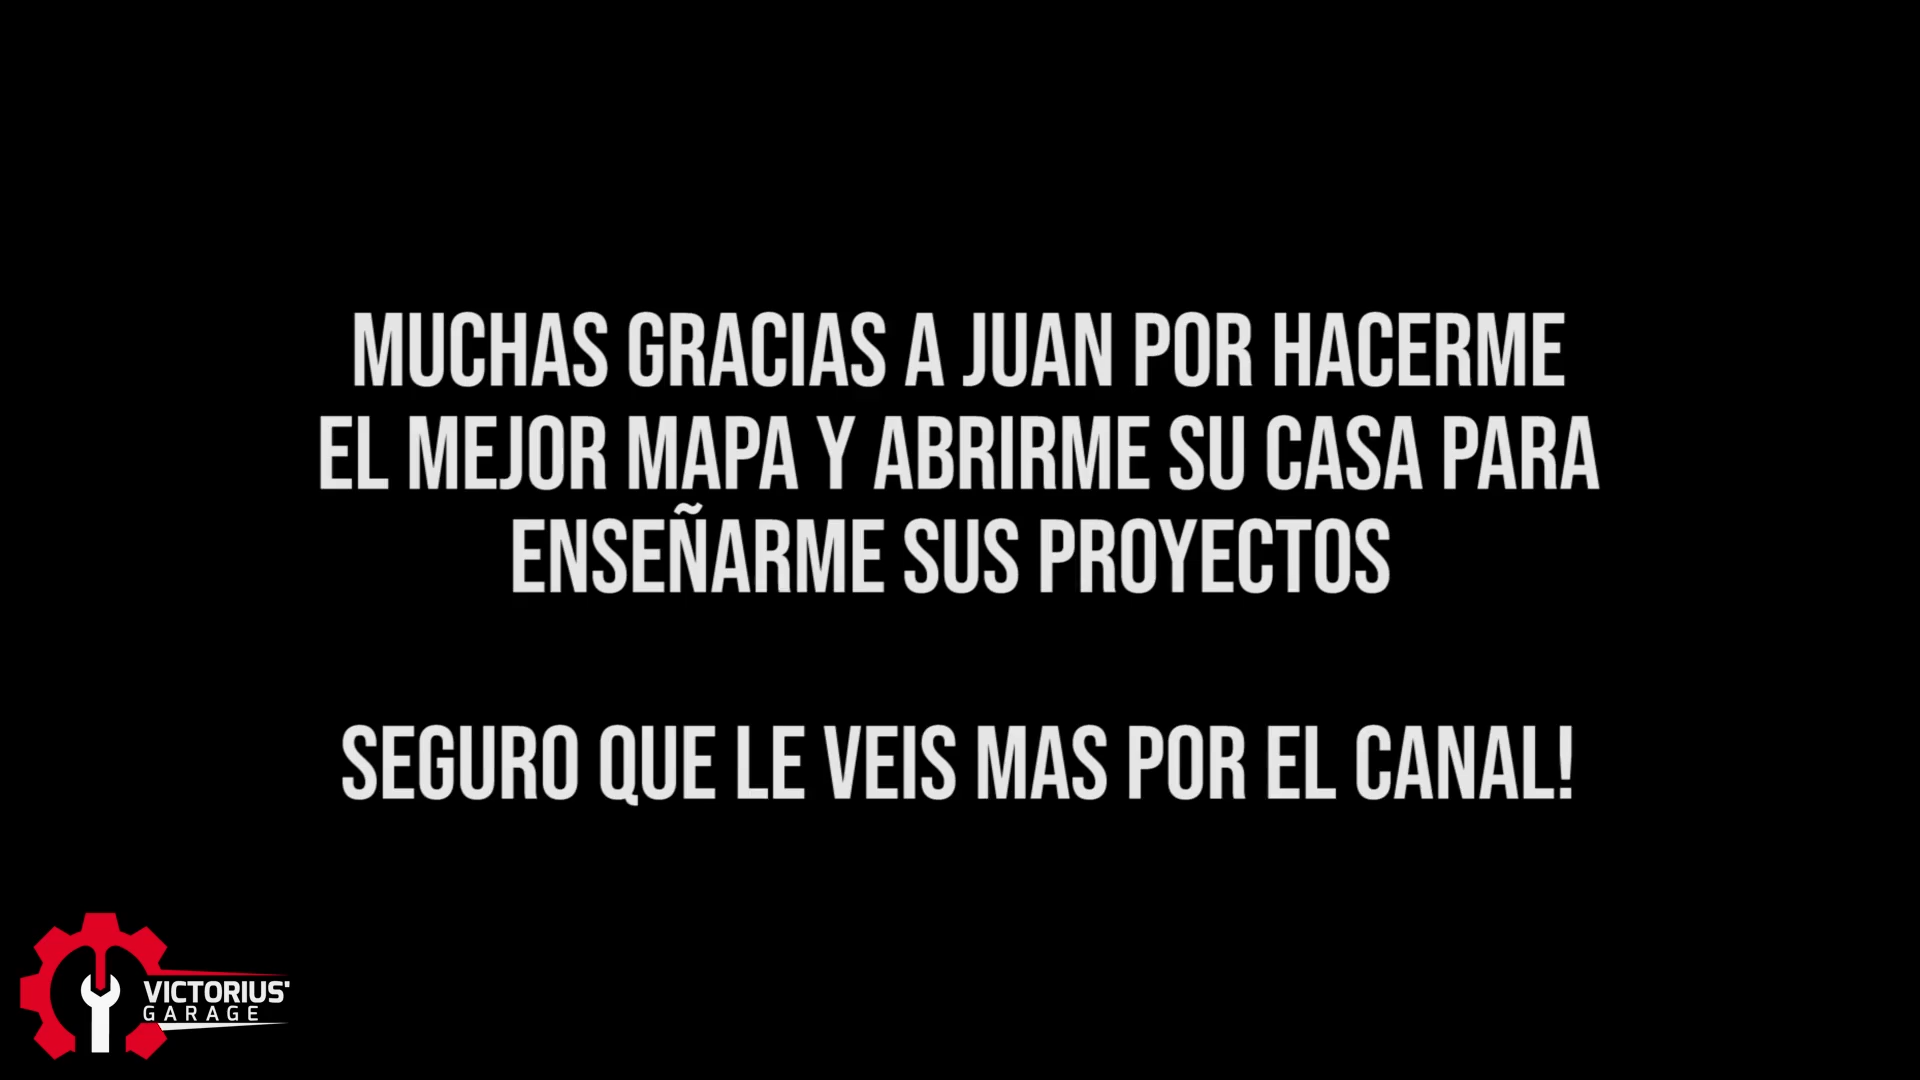 MUCHAS GRACIAS A JUAN POR HACERME
EL MEJOR MAPA Y ABRIRME SU CASA PARA
ENSEÑARME SUS PROYECTOS
SEGURO QUE LE VEIS MAS POR EL CANAL!
VICTORIUS'
GARAGE